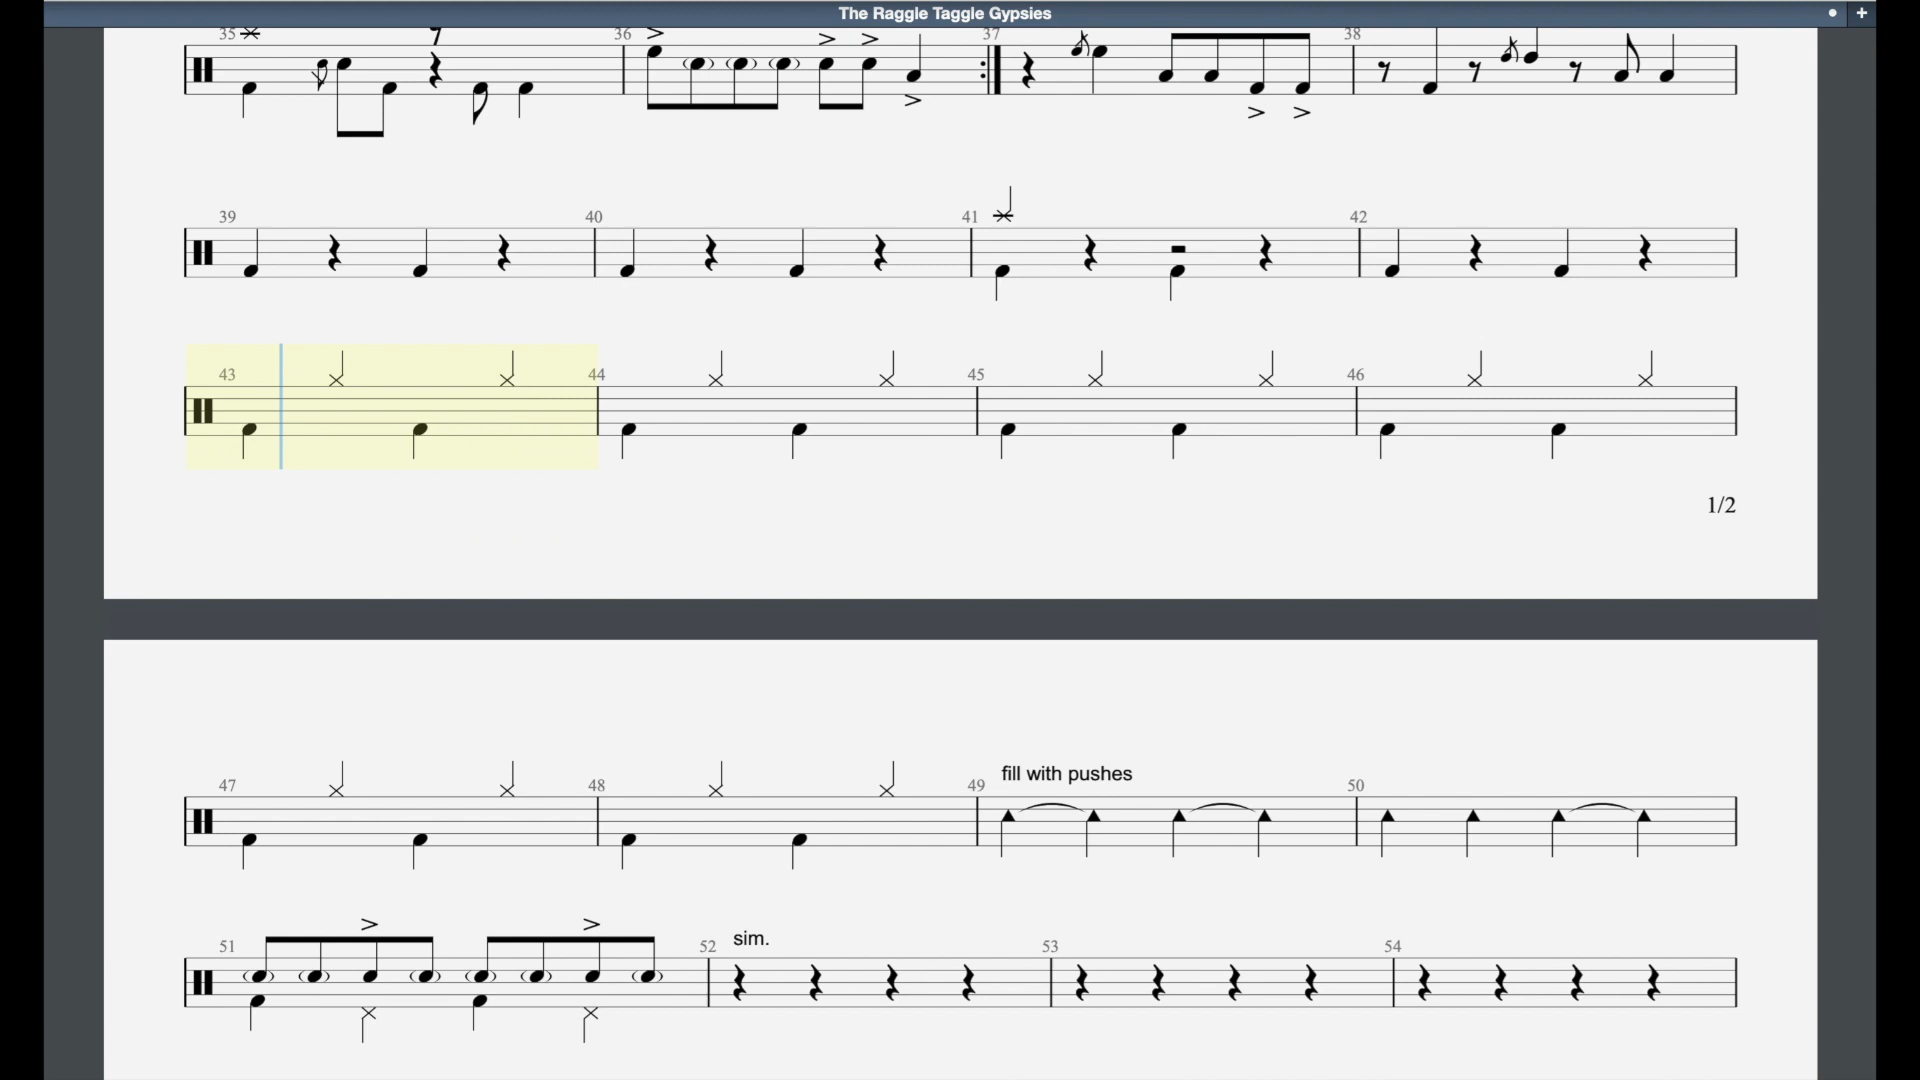 The Raggle Taggle Gypsies
35 36 37 38
39 40 41 42
43 44 45 46
1/2
47 48 49 fill with pushes 50
51 52 sim. 53 54